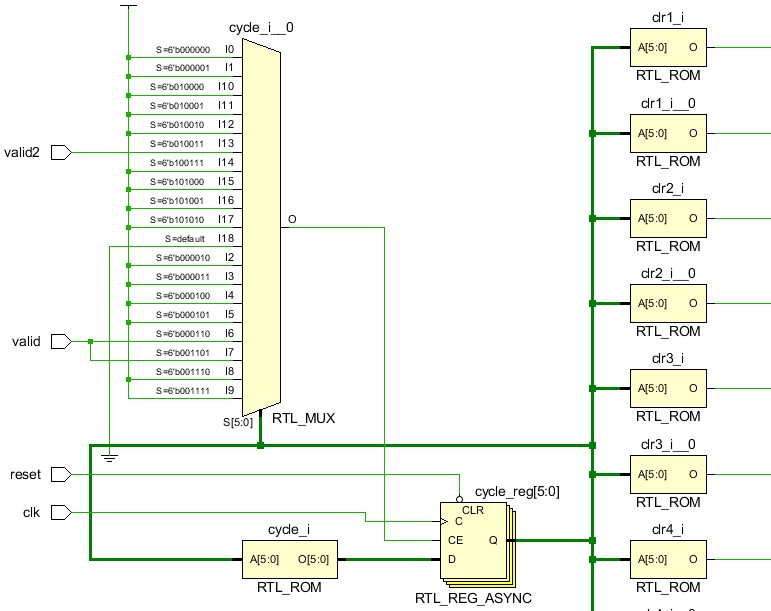 cycle_i__0
S=6'b000000 I0
S=6'b000001 I1
S=6'b010000 I10
S=6'b010001 I11
S=6'b010010 I12
S=6'b010011 I13
S=6'b100111 I14
S=6'b101000 I15
S=6'b101001 I16
S=6'b101010 I17
S=default I18
S=6'b000010 I2
S=6'b000011 I3
S=6'b000100 I4
S=6'b000101 I5
S=6'b000110 I6
S=6'b001101 I7
S=6'b001110 I8
S=6'b001111 I9
S[5:0]
O
RTL_MUX
valid2
valid
reset
clk
cycle_i
A[5:0] O[5:0]
RTL_ROM
cycle_reg[5:0]
CLR
C
CE Q
D
RTL_REG_ASYNC
clr1_i
A[5:0] O
RTL_ROM
clr1_i__0
A[5:0] O
RTL_ROM
clr2_i
A[5:0] O
RTL_ROM
clr2_i__0
A[5:0] O
RTL_ROM
clr3_i
A[5:0] O
RTL_ROM
clr3_i__0
A[5:0] O
RTL_ROM
clr4_i
A[5:0] O
RTL_ROM